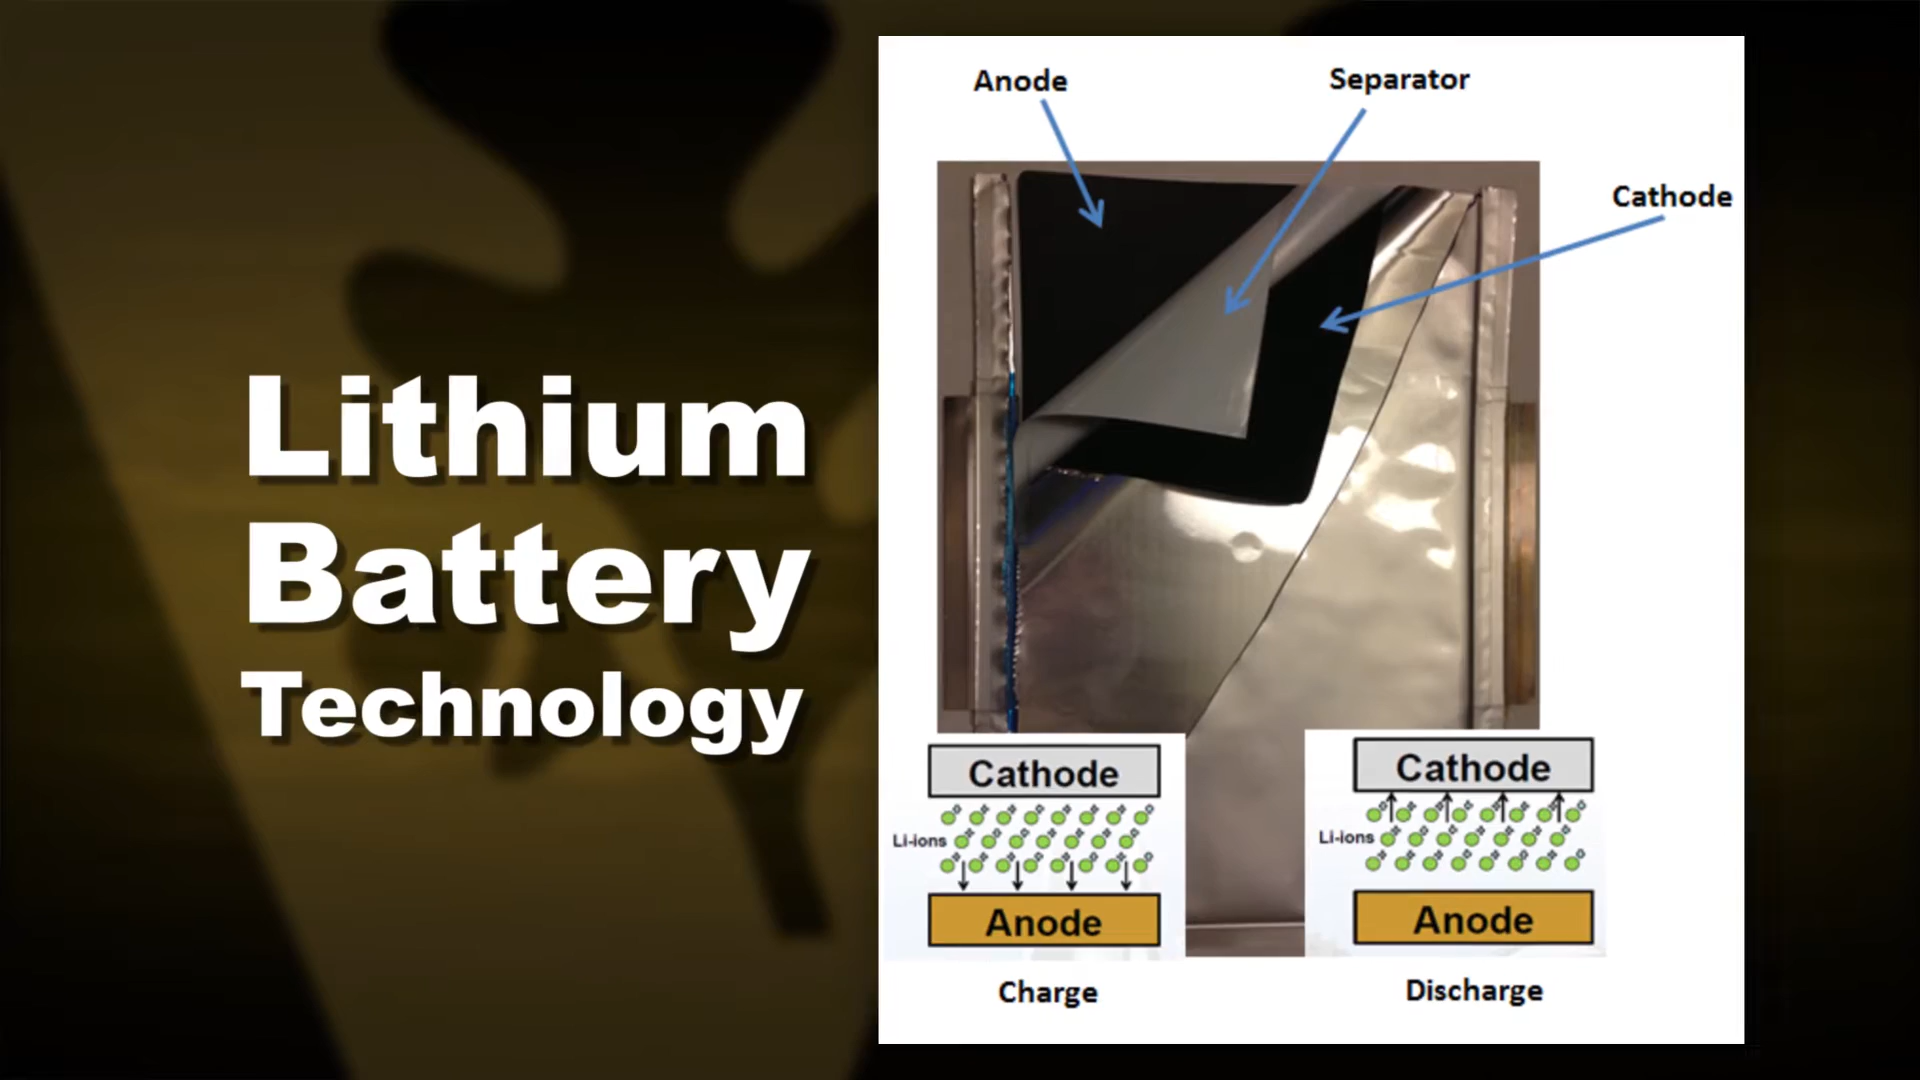 Lithium
Battery
Technology
Anode
Separator
Cathode
Cathode
Li-ions
Anode
Charge
Cathode
Li-ions
Anode
Discharge